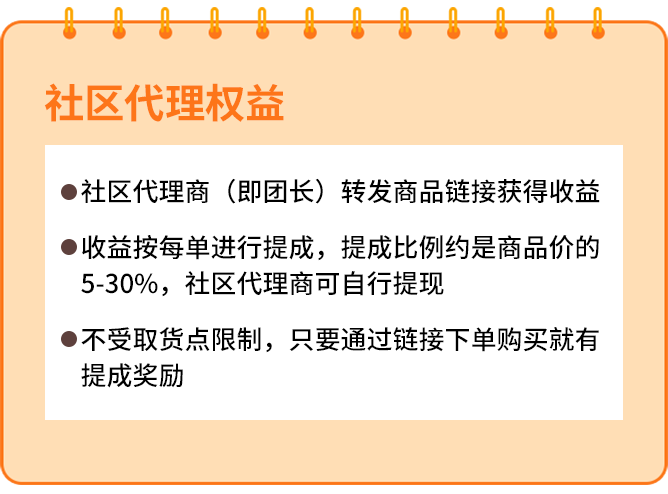 社区代理权益
●社区代理商（即团长）转发商品链接获得收益
●收益按每单进行提成，提成比例约是商品价的
5-30%，社区代理商可自行提现
●不受取货点限制，只要通过链接下单购买就有
提成奖励